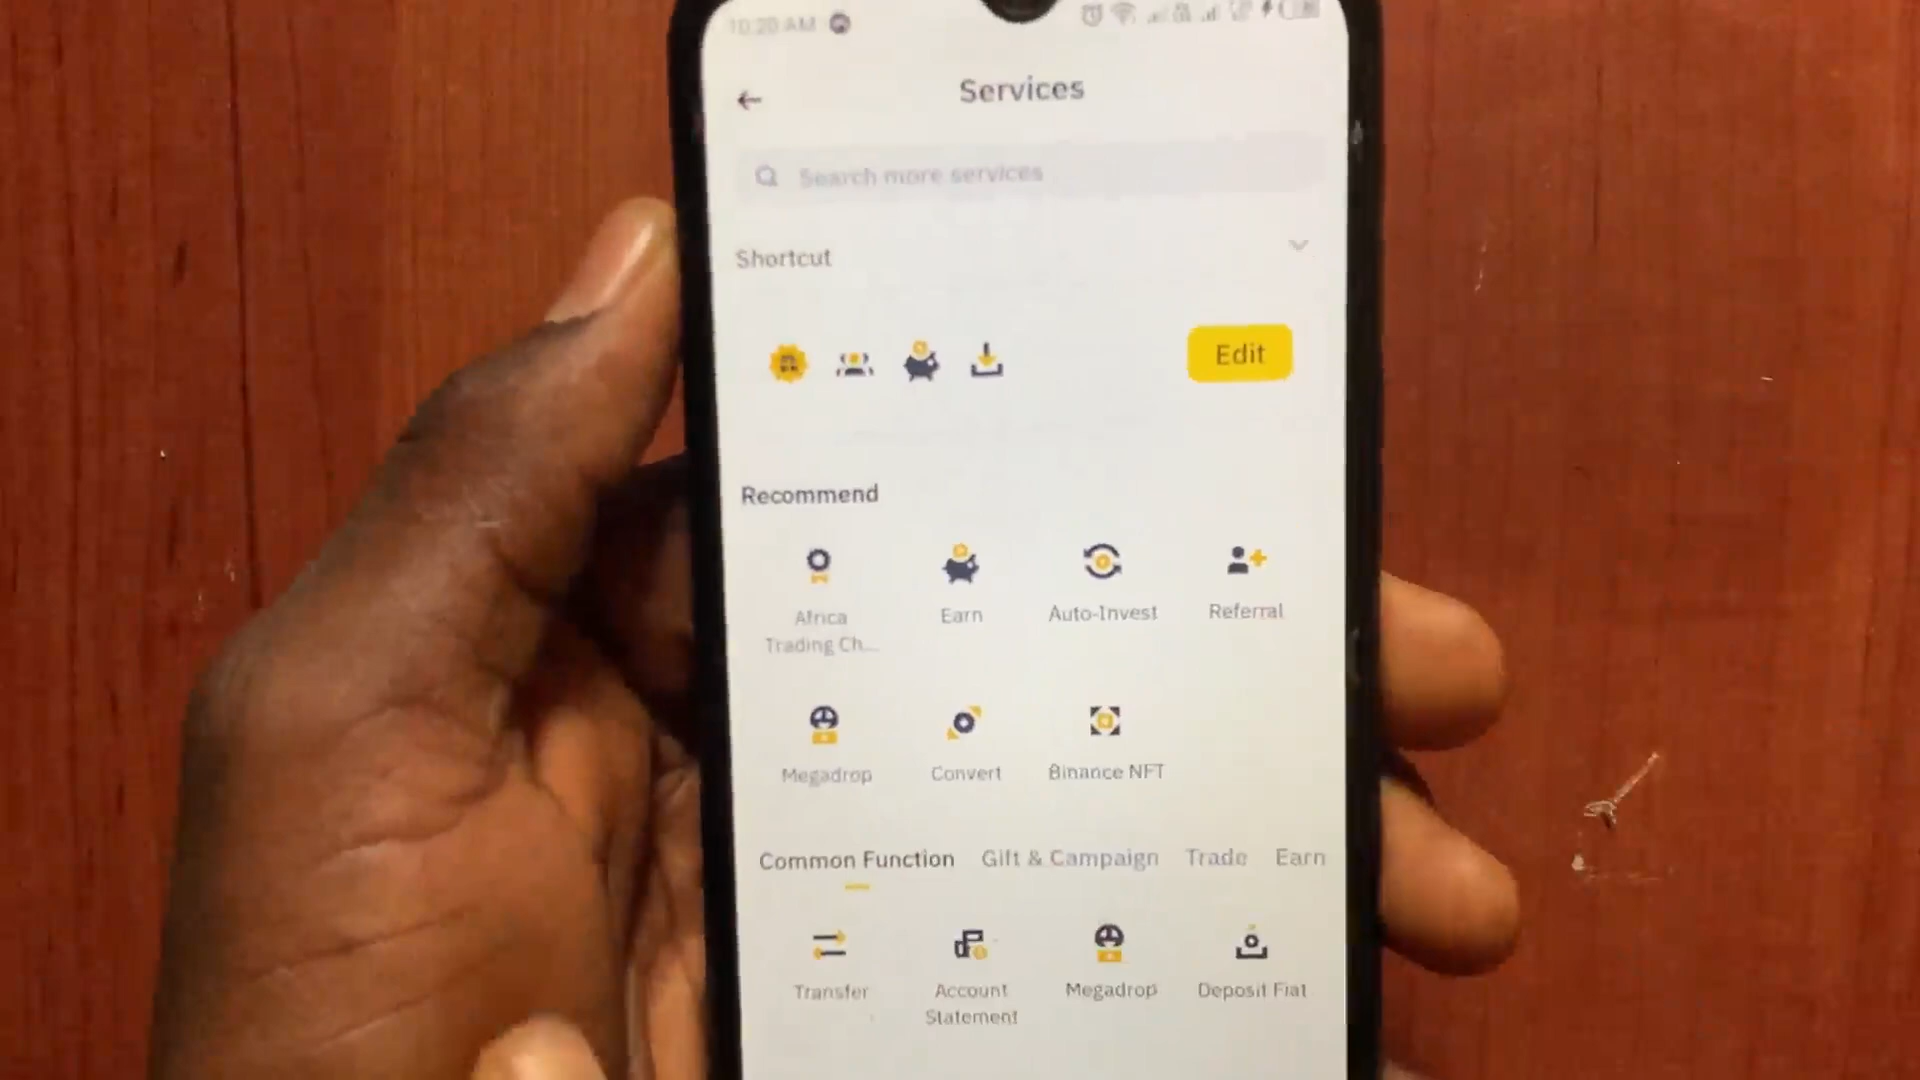 10:20 AM
Services
Search more services
Shortcut
Edit
Recommend
Africa
Trading Ch...
Earn
Auto-Invest
Referral
Megadrop
Convert
Binance NFT
Common Function
Gift & Campaign
Trade
Earn
Transfer
Account
Statement
Megadrop
Deposit Fiat